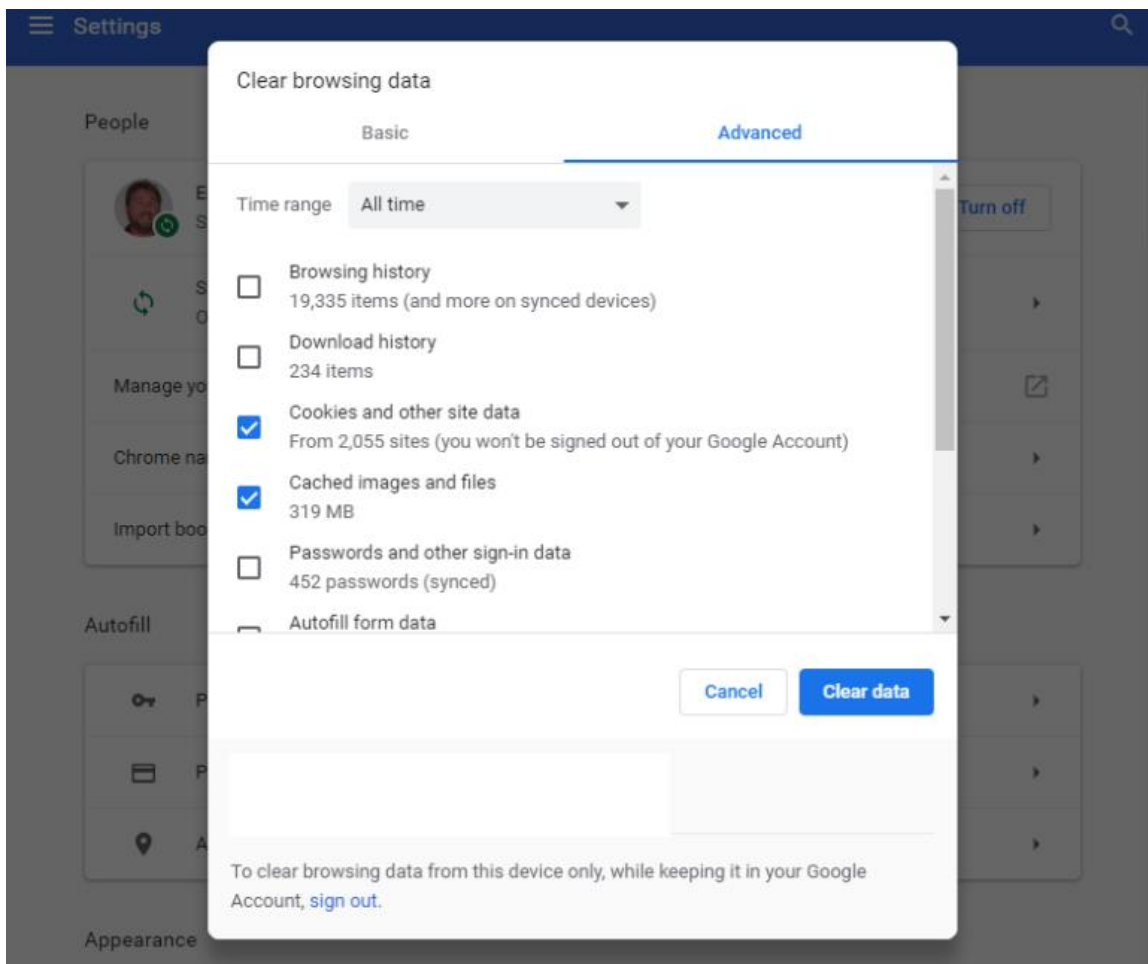 Settings
Clear browsing data
People
Basic
Advanced
Time range
All time
Turn off
Browsing history
19,335 items (and more on synced devices)
Download history
234 items
Manage yo
Cookies and other site data
From 2,055 sites (you won't be signed out of your Google Account)
Chrome na
Cached images and files
319 MB
Import boo
Passwords and other sign-in data
452 passwords (synced)
Autofill
Autofill form data
P
Cancel
Clear data
P
A
To clear browsing data from this device only, while keeping it in your Google
Account, sign out.
Appearance